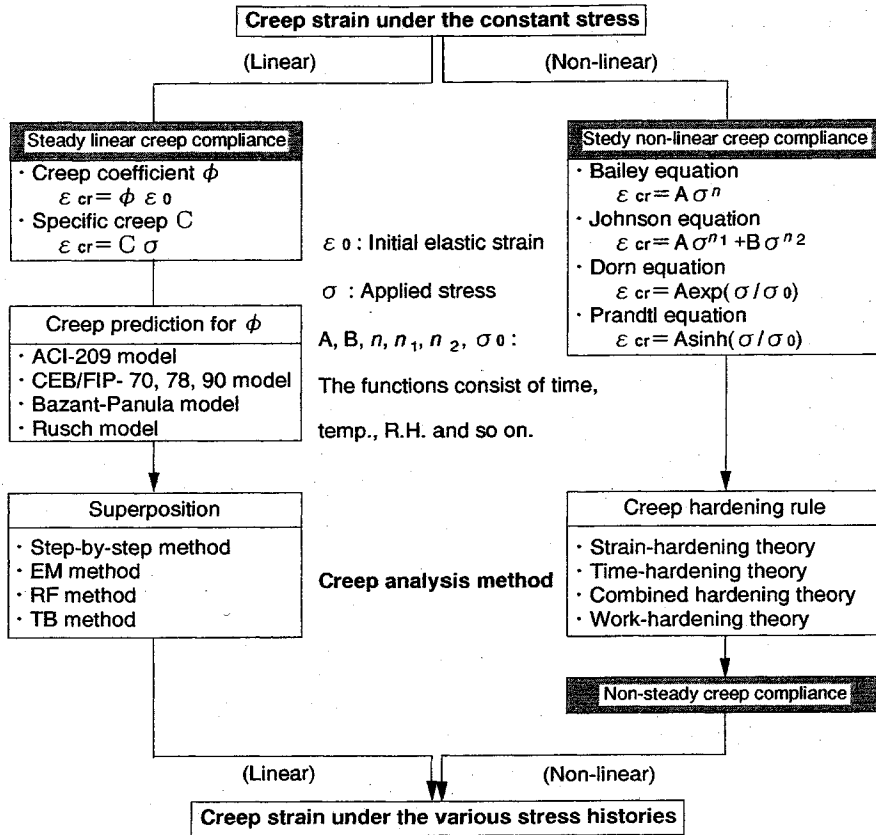 Creep strain under the constant stress
(Linear)
(Non-linear)
Steady linear creep compliance
・Creep coefficient ϕ
ε cr= ϕ ε 0
・Specific creep C
ε cr= C σ
Creep prediction for ϕ
・ACI-209 model
・CEB/FIP- 70, 78, 90 model
・Bazant-Panula model
・Rusch model
Superposition
・Step-by-step method
・EM method
・RF method
・TB method
ε 0 : Initial elastic strain
σ : Applied stress
A, B, n, n₁, n ₂, σ 0 :
The functions consist of time,
temp., R.H. and so on.
Creep analysis method
Stedy non-linear creep compliance
・Bailey equation
ε cr= A σⁿ
・Johnson equation
ε cr= A σⁿ¹ +B σⁿ²
・Dorn equation
ε cr= Aexp(σ/σ 0)
・Prandtl equation
ε cr= Asinh(σ/σ 0)
Creep hardening rule
・Strain-hardening theory
・Time-hardening theory
・Combined hardening theory
・Work-hardening theory
Non-steady creep compliance
(Linear)
(Non-linear)
Creep strain under the various stress histories